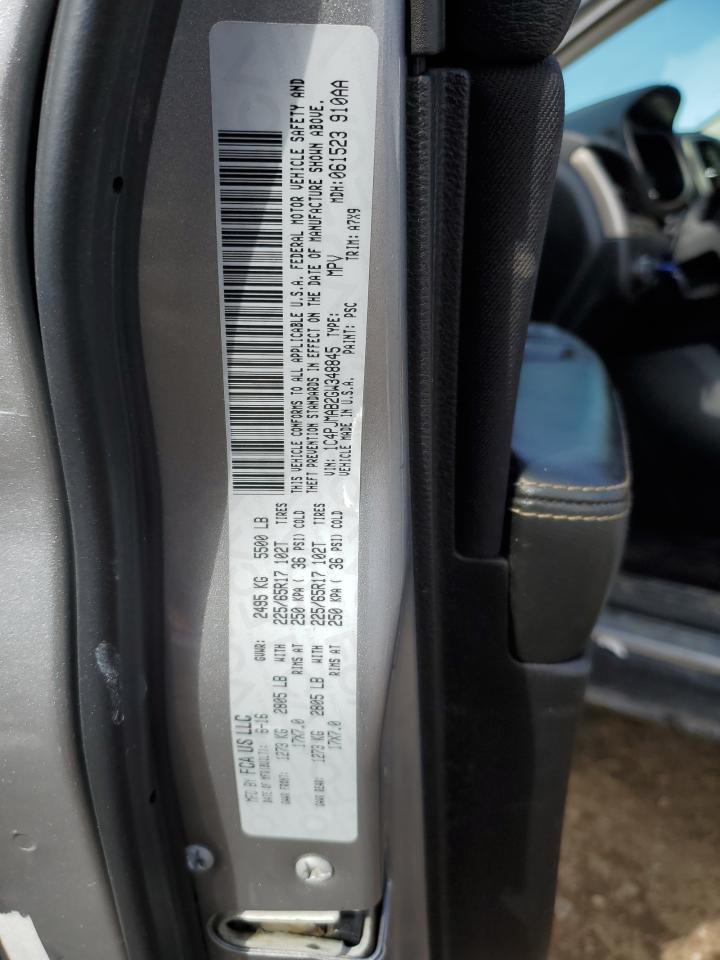 MFD BY FCA US LLC
DATE OF MFD(BUILT): 6-16 GVWR: 2495 KG 5500 LB
GAWR FRONT: 1273 KG 2805 LB WITH 225/65R17 102T TIRES
17X7.0 RIMS AT 250 KPA ( 36 PSI) COLD
GAWR REAR: 1273 KG 2805 LB WITH 225/65R17 102T TIRES
17X7.0 RIMS AT 250 KPA ( 36 PSI) COLD
THIS VEHICLE CONFORMS TO ALL APPLICABLE U.S.A. FEDERAL MOTOR VEHICLE SAFETY AND
THEFT PREVENTION STANDARDS IN EFFECT ON THE DATE OF MANUFACTURE SHOWN ABOVE.
VIN: 1C4PJMAB2GW348845 TYPE: MPV MDH:061523 910AA
VEHICLE MADE IN U.S.A. PAINT: PSC TRIM: A7X9